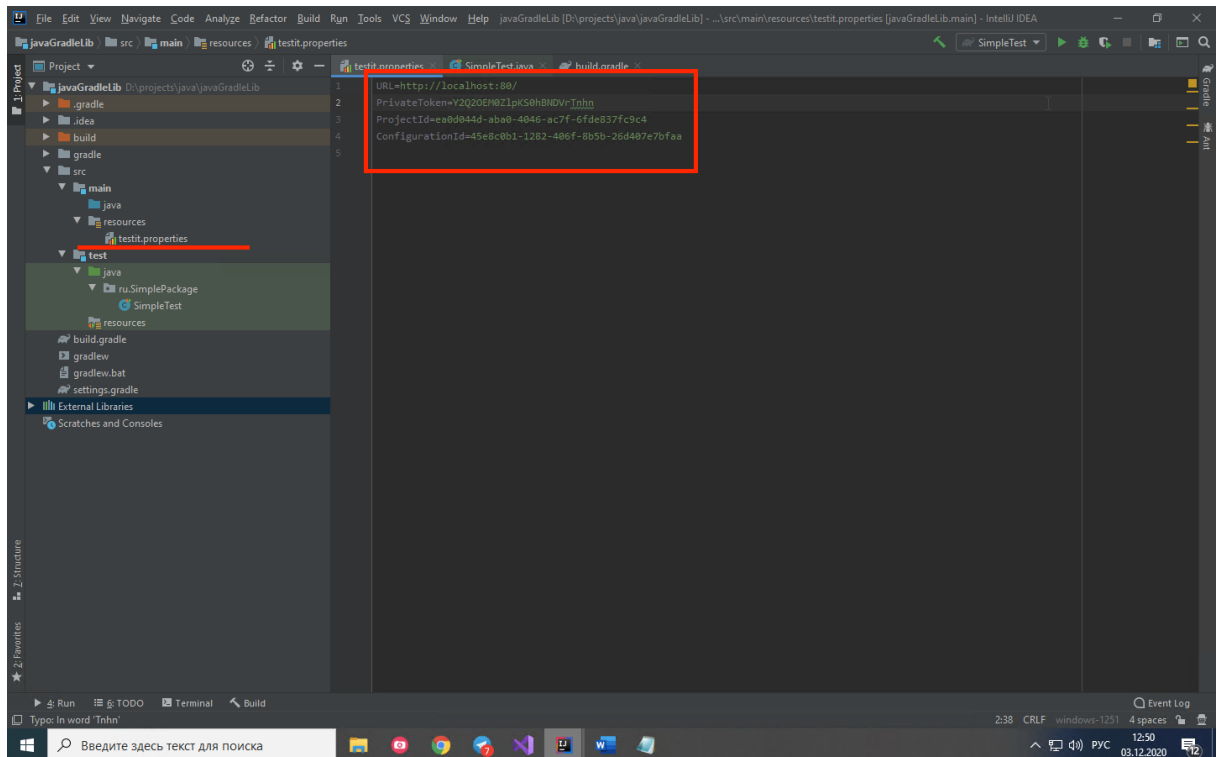 File Edit View Navigate Code Analyze Refactor Build Run Tools VCS Window Help javaGradleLib [D:\projects\java\javaGradleLib] - ...\src\main\resources\testit.properties [javaGradleLib.main] - IntelliJ IDEA
javaGradleLib src main resources testit.properties SimpleTest
Project testit.properties SimpleTest.java build.gradle
1: Project
Gradle
Ant
javaGradleLib D:\projects\java\javaGradleLib
.gradle
.idea
build
gradle
src
main
java
resources
testit.properties
test
java
ru.SimplePackage
SimpleTest
resources
build.gradle
gradlew
gradlew.bat
settings.gradle
External Libraries
Scratches and Consoles
1 URL=http://localhost:80/
2 PrivateToken=Y2Q2OEM0ZlpKS0hBNDVrTnhn
3 ProjectId=ea0d044d-aba0-4046-ac7f-6fde837fc9c4
4 ConfigurationId=45e8c0b1-1282-406f-8b5b-26d407e7bfaa
5
7: Structure
2: Favorites
4: Run 6: TODO Terminal Build Event Log
Typo: In word 'Tnhn' 2:38 CRLF windows-1251 4 spaces
Введите здесь текст для поиска РУС 12:50
03.12.2020 12